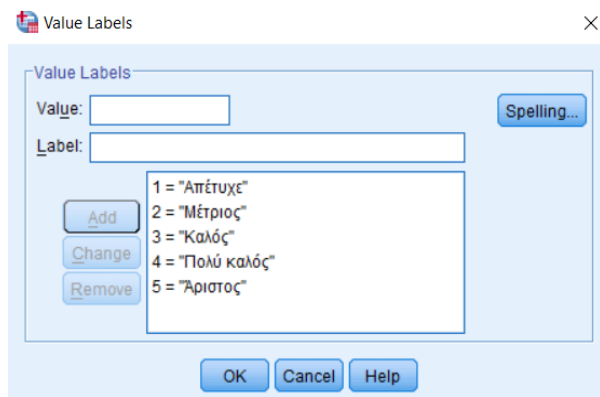 Value Labels
Value Labels
Value:
Spelling...
Label:
1 = "Απέτυχε"
2 = "Μέτριος"
3 = "Καλός"
4 = "Πολύ καλός"
5 = "Άριστος"
Add
Change
Remove
OK Cancel Help